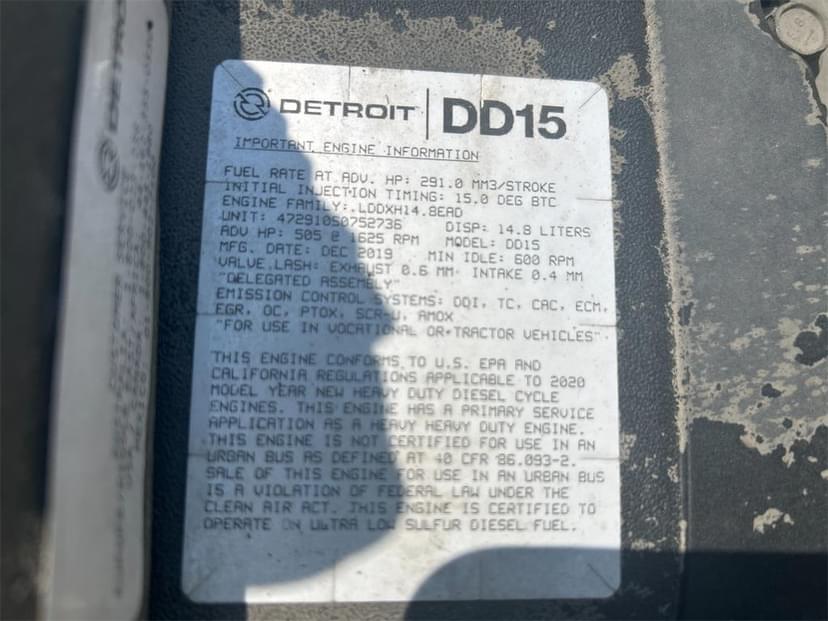 DETROIT | DD15
IMPORTANT ENGINE INFORMATION
FUEL RATE AT ADV. HP: 291.0 MM3/STROKE
INITIAL INJECTION TIMING: 15.0 DEG BTC
ENGINE FAMILY: LDDXH14.8EAD
UNIT: 472910S0752736 DISP: 14.8 LITERS
ADV HP: 505 @ 1625 RPM MODEL: DD15
MFG. DATE: DEC 2019 MIN IDLE: 600 RPM
VALVE LASH: EXHAUST 0.6 MM INTAKE 0.4 MM
"DELEGATED ASSEMBLY"
EMISSION CONTROL SYSTEMS: DDI, TC, CAC, ECM,
EGR, OC, PTOX, SCR-U, AMOX
"FOR USE IN VOCATIONAL OR TRACTOR VEHICLES"
THIS ENGINE CONFORMS TO U.S. EPA AND
CALIFORNIA REGULATIONS APPLICABLE TO 2020
MODEL YEAR NEW HEAVY DUTY DIESEL CYCLE
ENGINES. THIS ENGINE HAS A PRIMARY SERVICE
APPLICATION AS A HEAVY HEAVY DUTY ENGINE.
THIS ENGINE IS NOT CERTIFIED FOR USE IN AN
URBAN BUS AS DEFINED AT 40 CFR 86.093-2.
SALE OF THIS ENGINE FOR USE IN AN URBAN BUS
IS A VIOLATION OF FEDERAL LAW UNDER THE
CLEAN AIR ACT. THIS ENGINE IS CERTIFIED TO
OPERATE ON ULTRA LOW SULFUR DIESEL FUEL.